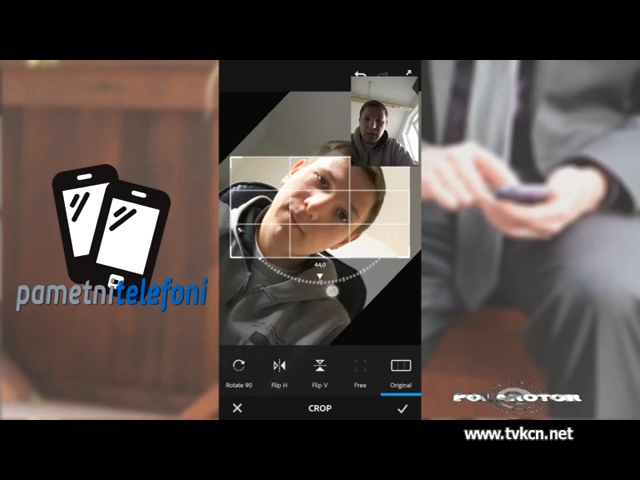 pametnitelefoni
44,0
Rotate 90 Flip H Flip V Free Original
CROP
www.tvkcn.net